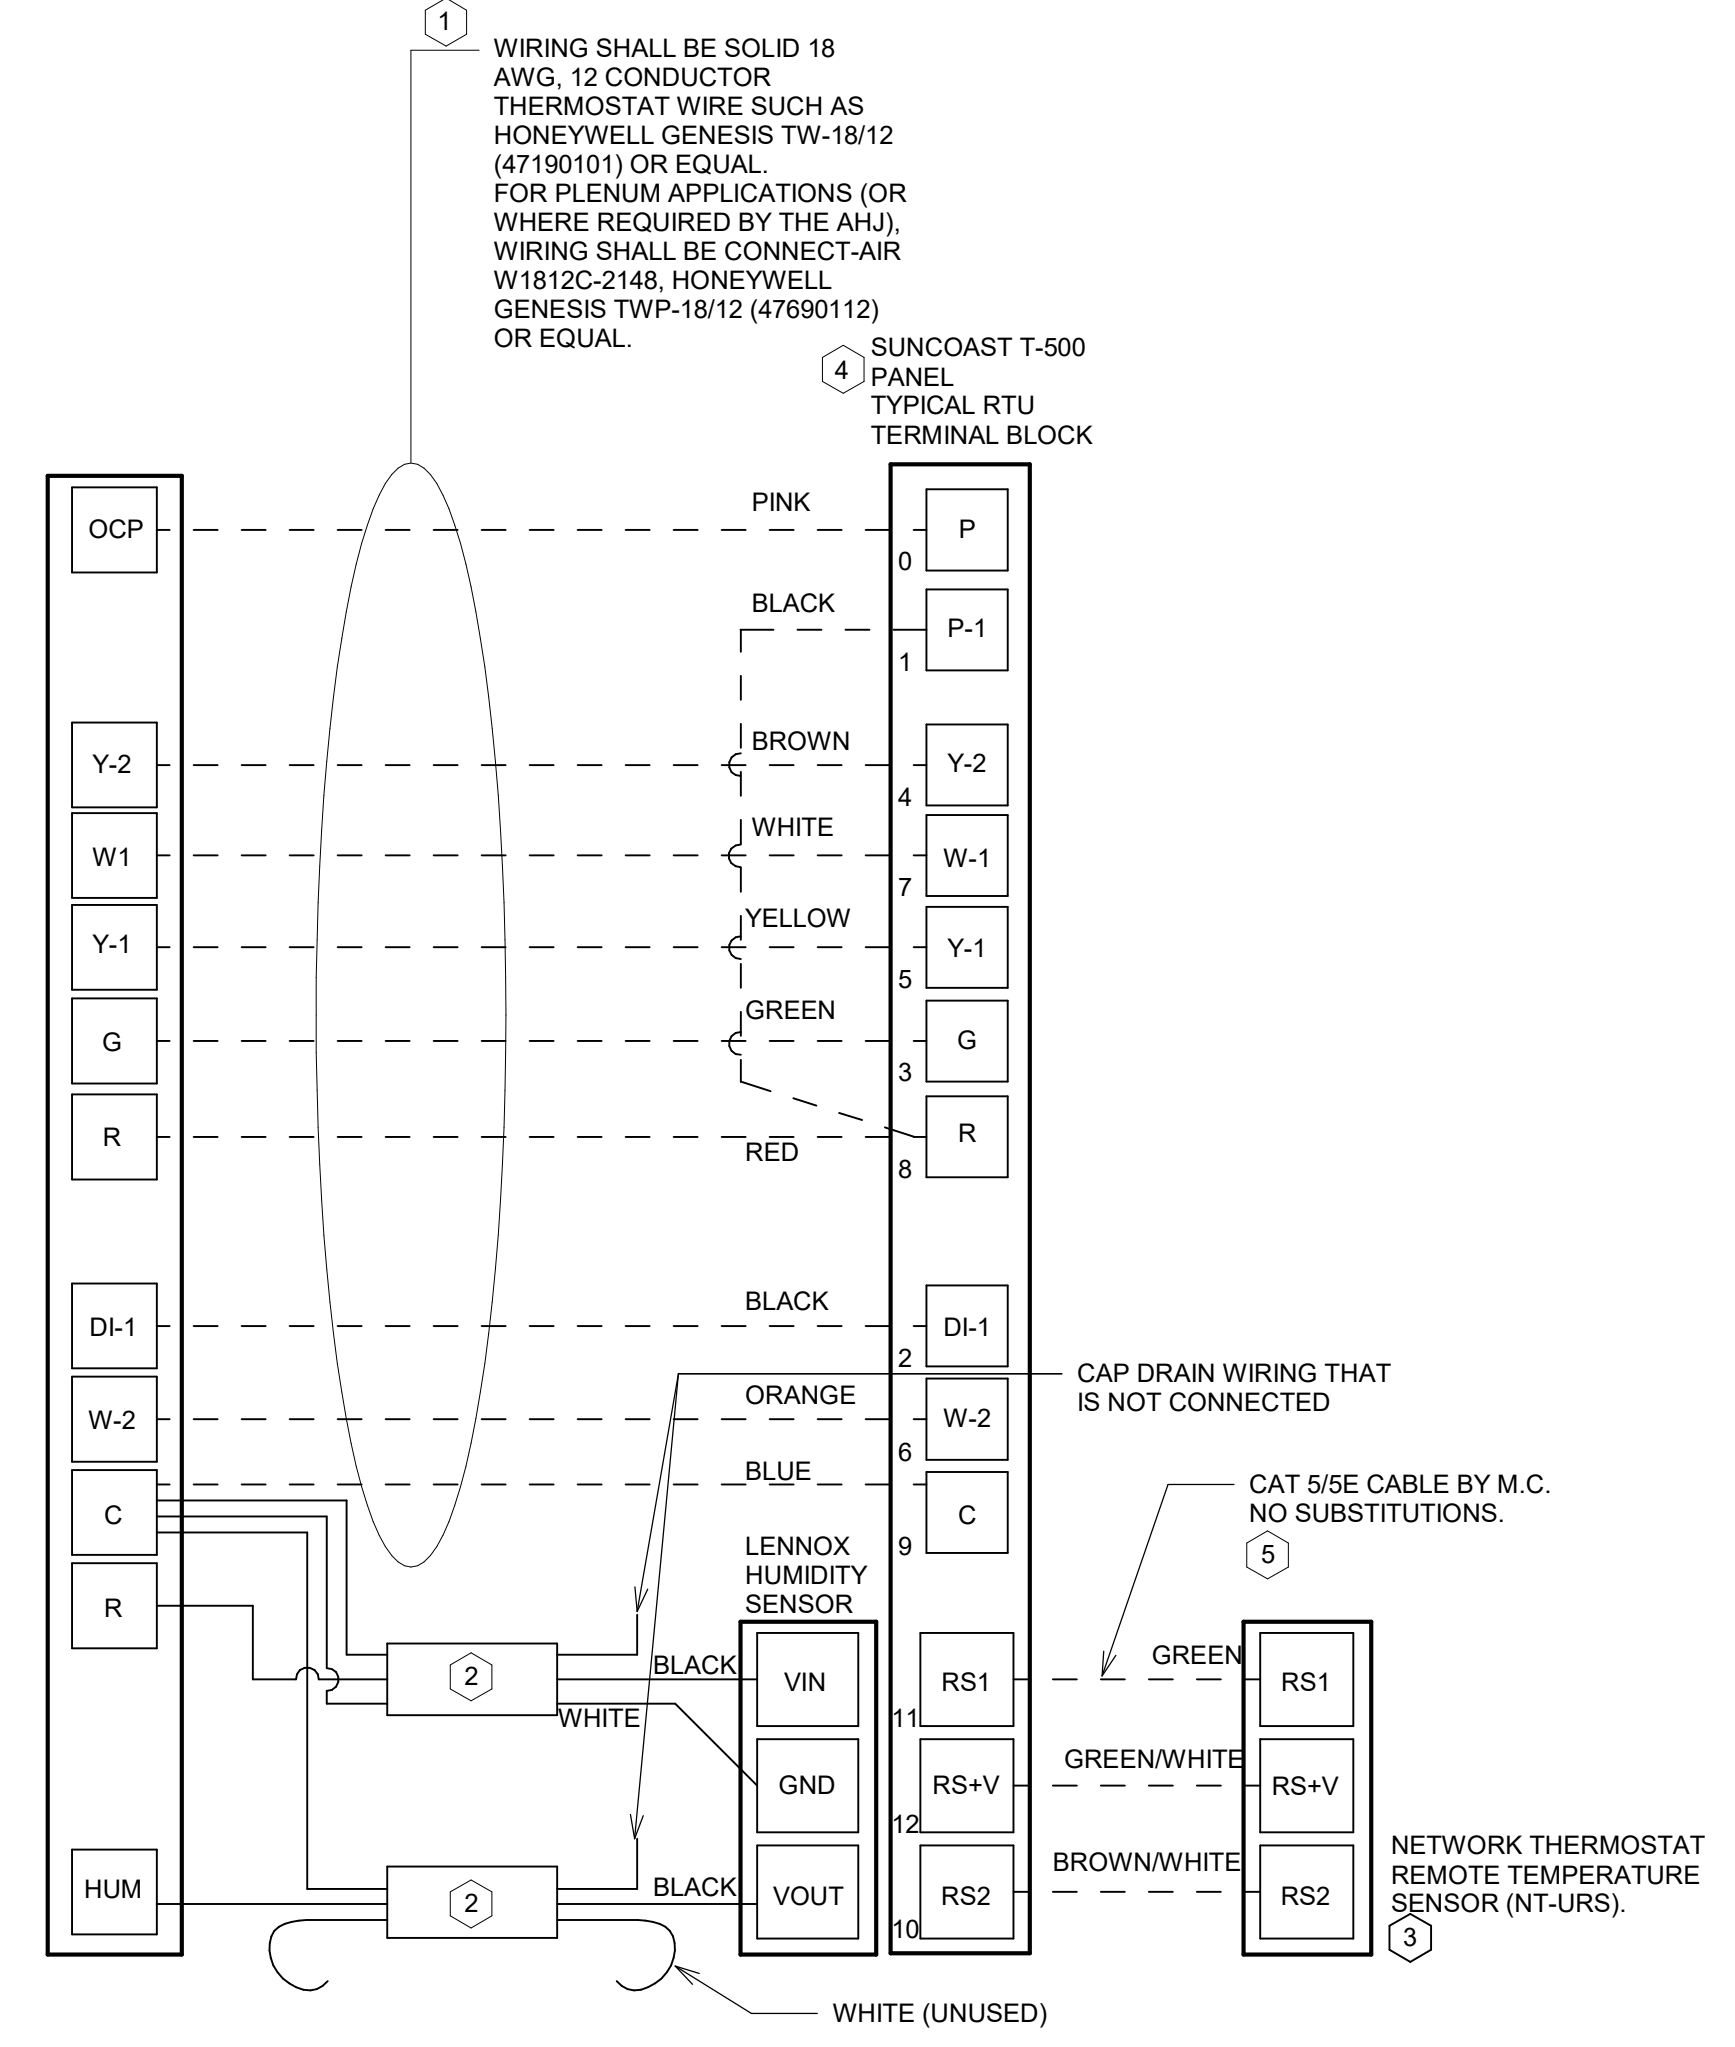 1
WIRING SHALL BE SOLID 18
AWG, 12 CONDUCTOR
THERMOSTAT WIRE SUCH AS
HONEYWELL GENESIS TW-18/12
(47190101) OR EQUAL.
FOR PLENUM APPLICATIONS (OR
WHERE REQUIRED BY THE AHJ),
WIRING SHALL BE CONNECT-AIR
W1812C-2148, HONEYWELL
GENESIS TWP-18/12 (47690112)
OR EQUAL.
4
SUNCOAST T-500
PANEL
TYPICAL RTU
TERMINAL BLOCK
OCP
PINK
P
0
BLACK
P-1
1
Y-2
BROWN
Y-2
4
W1
WHITE
W-1
7
Y-1
YELLOW
Y-1
5
G
GREEN
G
3
R
RED
R
8
DI-1
BLACK
DI-1
2
CAP DRAIN WIRING THAT
IS NOT CONNECTED
W-2
ORANGE
W-2
6
C
BLUE
C
9
CAT 5/5E CABLE BY M.C.
NO SUBSTITUTIONS.
5
LENNOX
HUMIDITY
SENSOR
R
2
BLACK
VIN
WHITE
GND
RS1
11
GREEN
RS1
RS+V
12
GREEN/WHITE
RS+V
HUM
2
BLACK
VOUT
RS2
10
BROWN/WHITE
RS2
NETWORK THERMOSTAT
REMOTE TEMPERATURE
SENSOR (NT-URS).
3
WHITE (UNUSED)